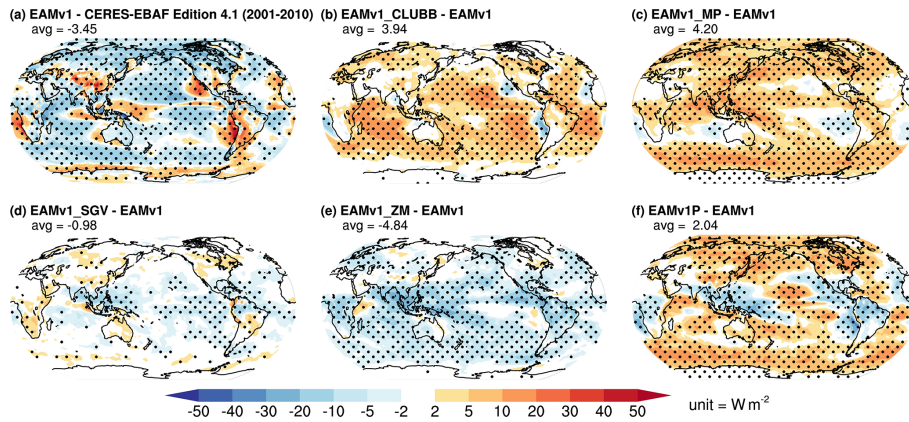 (a) EAMv1 - CERES-EBAF Edition 4.1 (2001-2010)
avg = -3.45
(b) EAMv1_CLUBB - EAMv1
avg = 3.94
(c) EAMv1_MP - EAMv1
avg = 4.20
(d) EAMv1_SGV - EAMv1
avg = -0.98
(e) EAMv1_ZM - EAMv1
avg = -4.84
(f) EAMv1P - EAMv1
avg = 2.04
-50 -40 -30 -20 -10 -5 -2 2 5 10 20 30 40 50 unit = W m-2